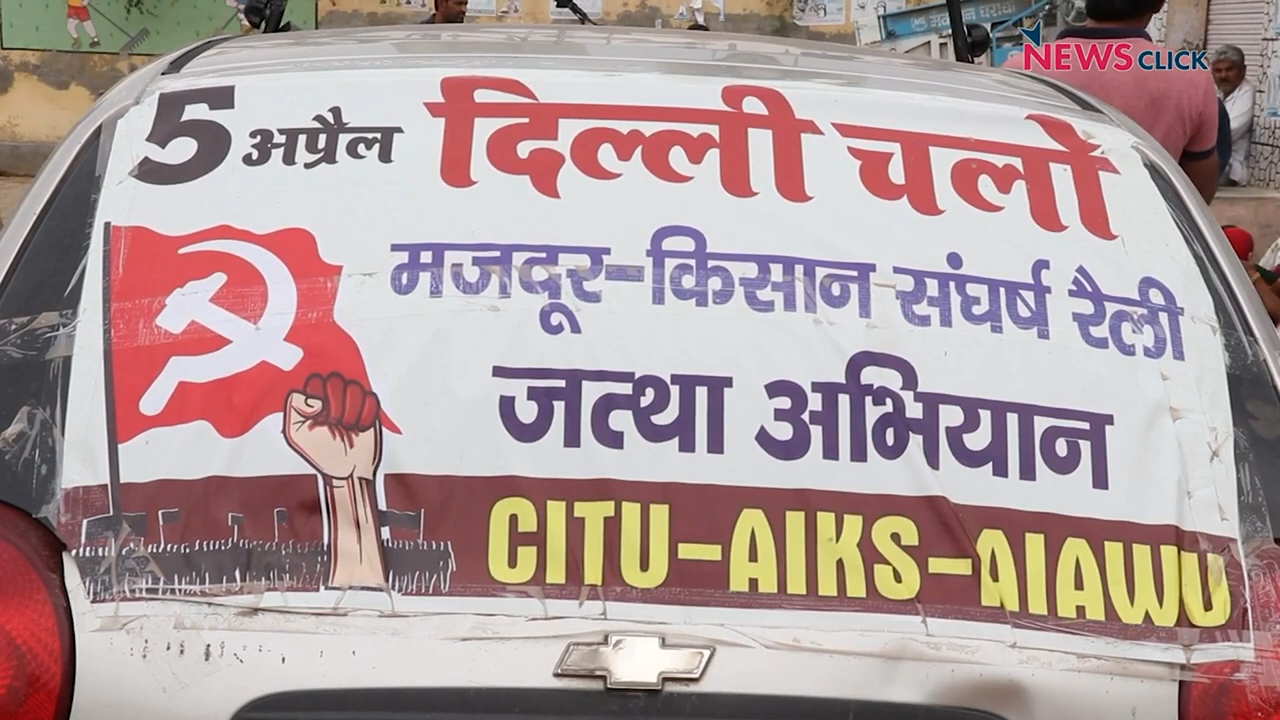 NEWSCLICK
5 अप्रैल दिल्ली चलो
मजदूर-किसान संघर्ष रैली
जत्था अभियान
CITU-AIKS-AIAWU